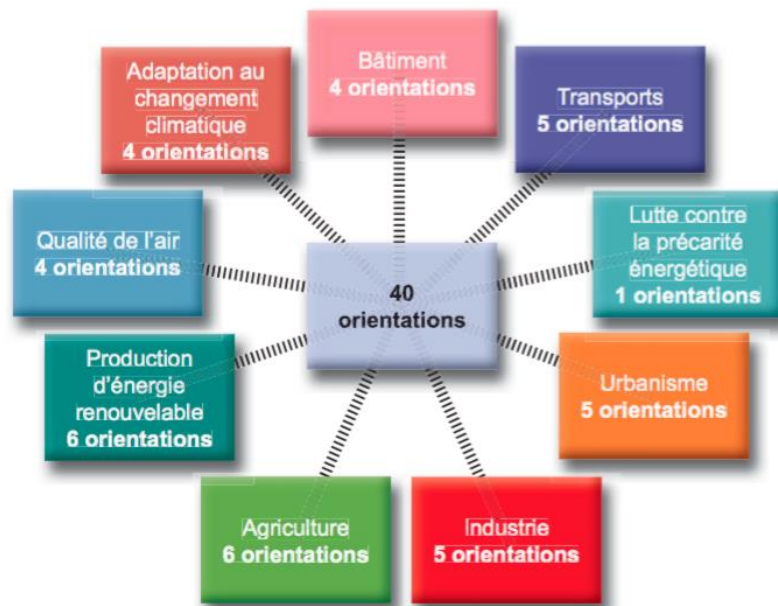 Bâtiment
4 orientations
Transports
5 orientations
Lutte contre
la précarité
énergétique
1 orientations
Urbanisme
5 orientations
Industrie
5 orientations
Agriculture
6 orientations
Production
d'énergie
renouvelable
6 orientations
Qualité de l'air
4 orientations
Adaptation au
changement
climatique
4 orientations
40
orientations